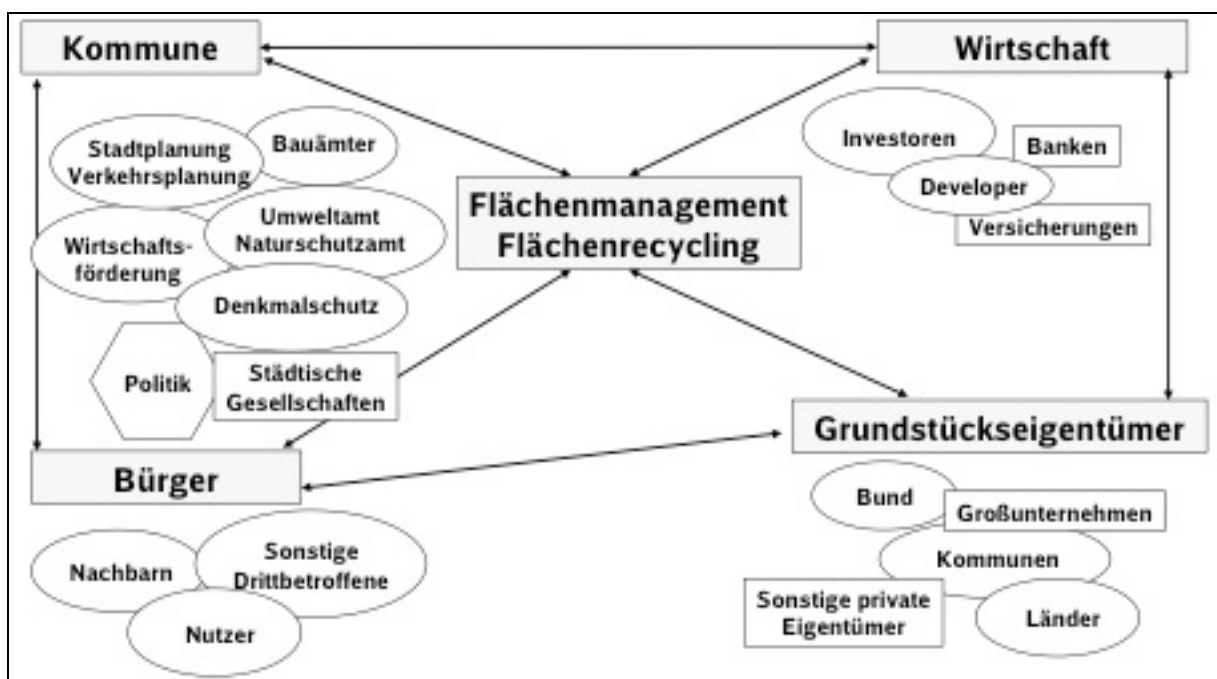 Kommune
Wirtschaft
Stadtplanung
Verkehrsplanung
Bauämter
Umweltamt
Naturschutzamt
Wirtschafts-
förderung
Denkmalschutz
Politik
Städtische
Gesellschaften
Investoren
Banken
Developer
Versicherungen
Flächenmanagement
Flächenrecycling
Bürger
Nachbarn
Sonstige
Drittbetroffene
Nutzer
Grundstückseigentümer
Bund
Großunternehmen
Kommunen
Sonstige private
Eigentümer
Länder